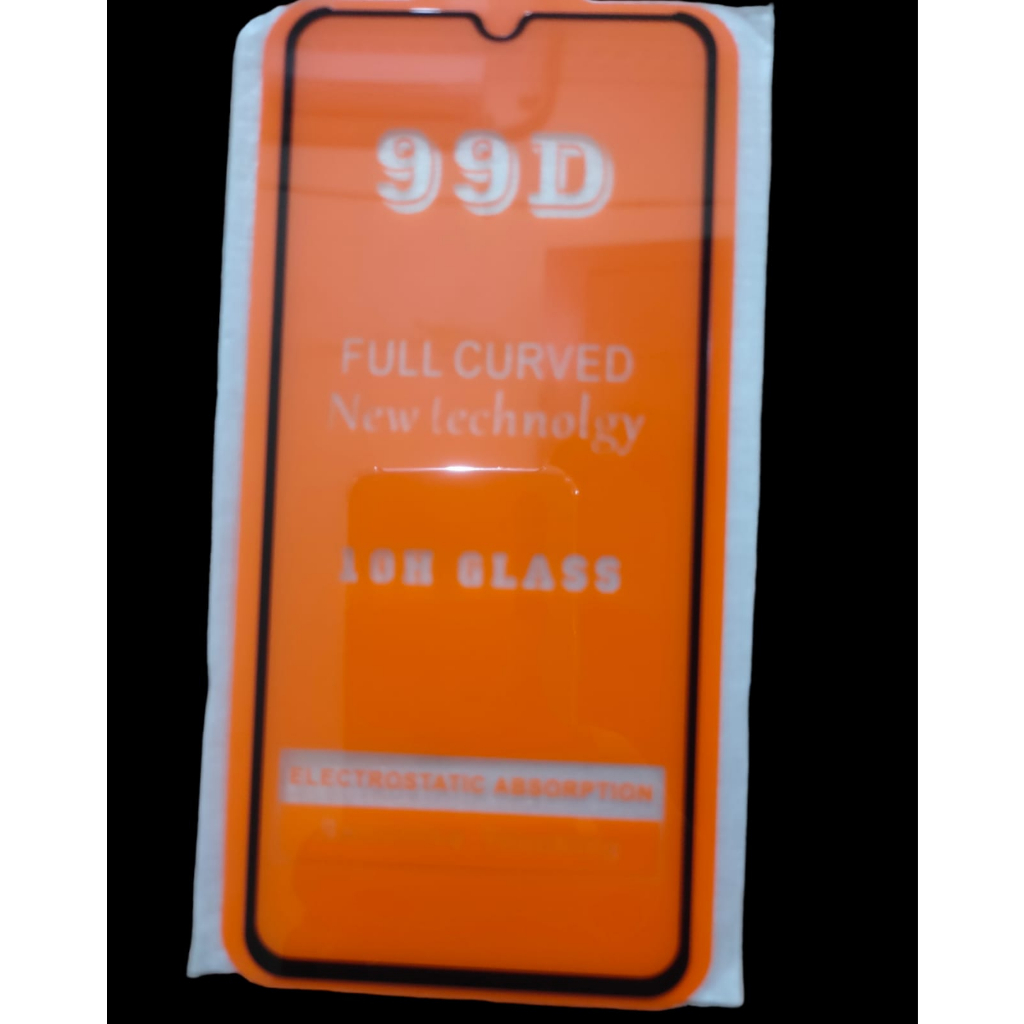 99D
FULL CURVED
New technolgy
10H GLASS
ELECTROSTATIC ABSORPTION